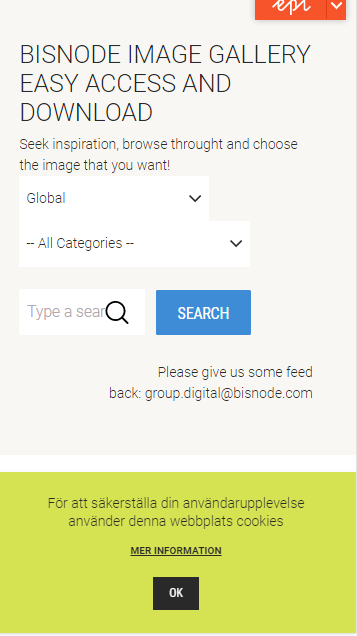 epi
BISNODE IMAGE GALLERY
EASY ACCESS AND
DOWNLOAD
Seek inspiration, browse throught and choose
the image that you want!
Global
-- All Categories --
Type a sear
SEARCH
Please give us some feed
back: group.digital@bisnode.com
För att säkerställa din användarupplevelse
använder denna webbplats cookies
MER INFORMATION
OK